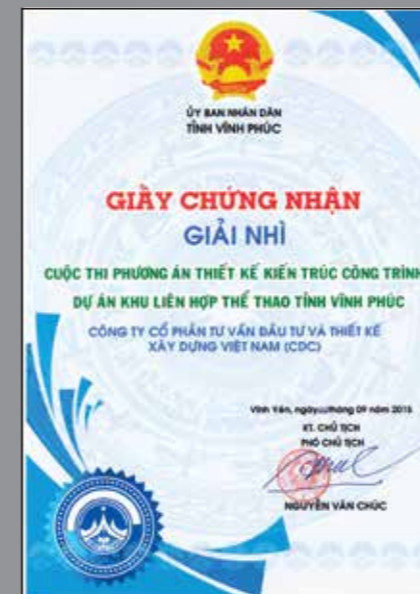 ỦY BAN NHÂN DÂN
TỈNH VĨNH PHÚC
GIẤY CHỨNG NHẬN
GIẢI NHÌ
CUỘC THI PHƯƠNG ÁN THIẾT KẾ KIẾN TRÚC CÔNG TRÌNH
DỰ ÁN KHU LIÊN HỢP THỂ THAO TỈNH VĨNH PHÚC
CÔNG TY CỔ PHẦN TƯ VẤN ĐẦU TƯ VÀ THIẾT KẾ
XÂY DỰNG VIỆT NAM (CDC)
Vĩnh Yên, ngày......tháng 09 năm 2015
KT. CHỦ TỊCH
PHÓ CHỦ TỊCH
NGUYỄN VĂN CHÚC